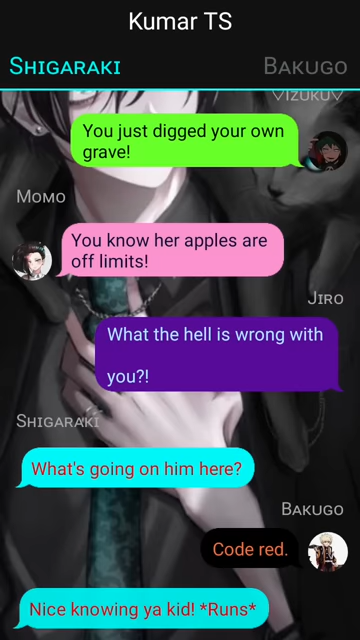 Kumar TS
Shigaraki
Bakugo
♡Izuku♡
You just digged your own
grave!
Momo
You know her apples are
off limits!
Jiro
What the hell is wrong with
you?!
Shigaraki
What's going on him here?
Bakugo
Code red.
Nice knowing ya kid! *Runs*